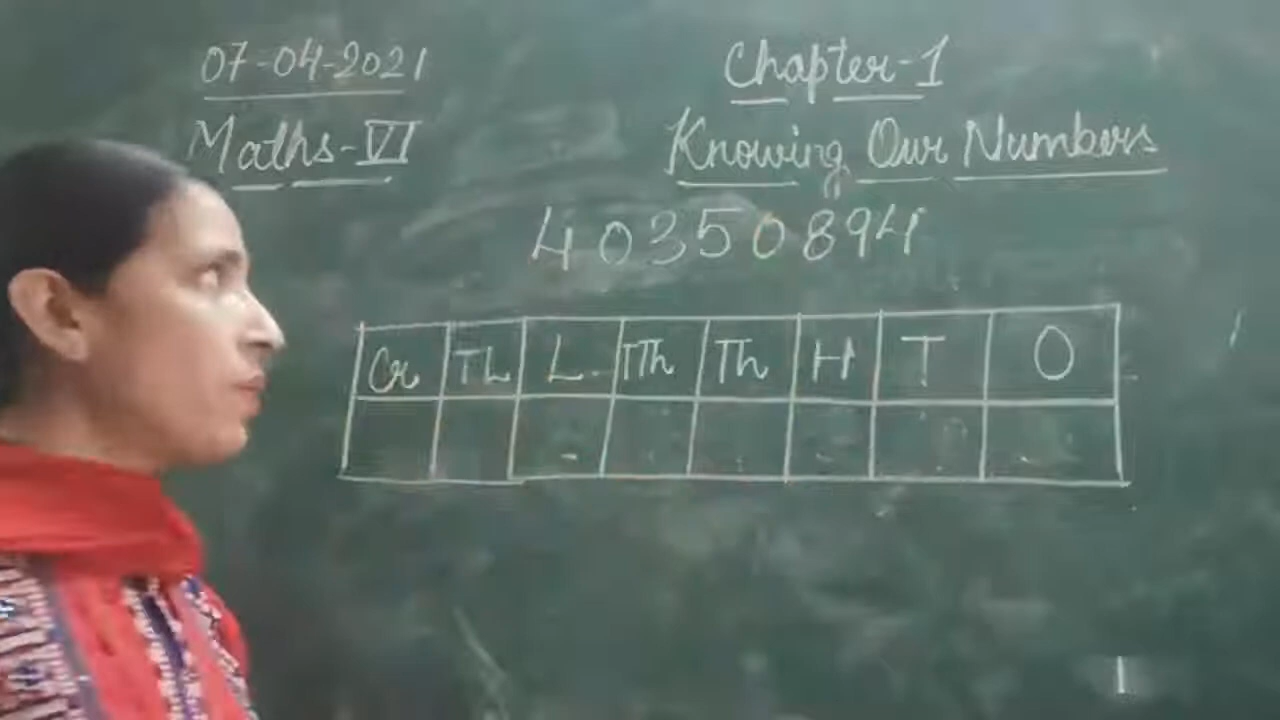 07-04-2021
Maths-VI
Chapter-1
Knowing Our Numbers
40350894
Cr TL L. TTh Th H T O